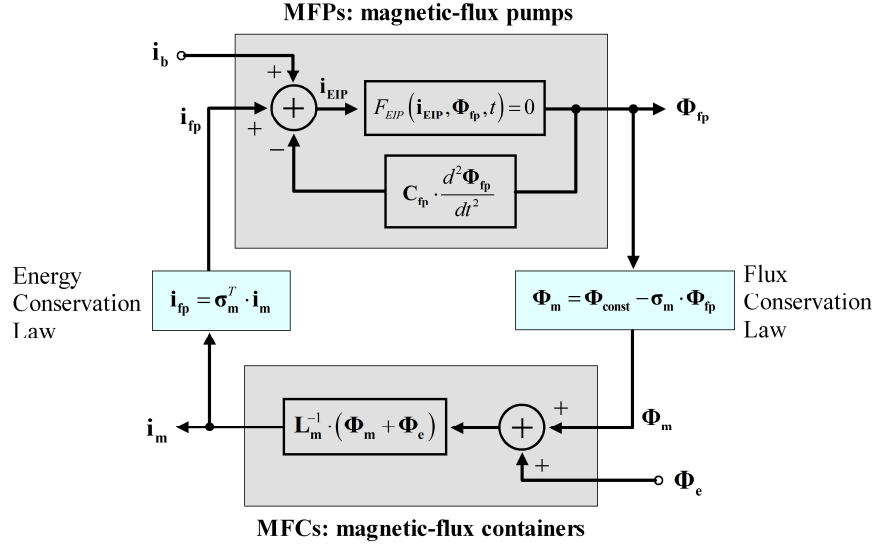 MFPs: magnetic-flux pumps
i_b
+
i_EIP
+
F_EIP(i_EIP, Φ_fp, t) = 0
Φ_fp
i_fp
+
−
C_fp · d²Φ_fp / dt²
Energy
Conservation
Law
i_fp = σ_m^T · i_m
Φ_m = Φ_const − σ_m · Φ_fp
Flux
Conservation
Law
i_m
L_m^{-1} · (Φ_m + Φ_e)
+
+
Φ_m
+
Φ_e
MFCs: magnetic-flux containers